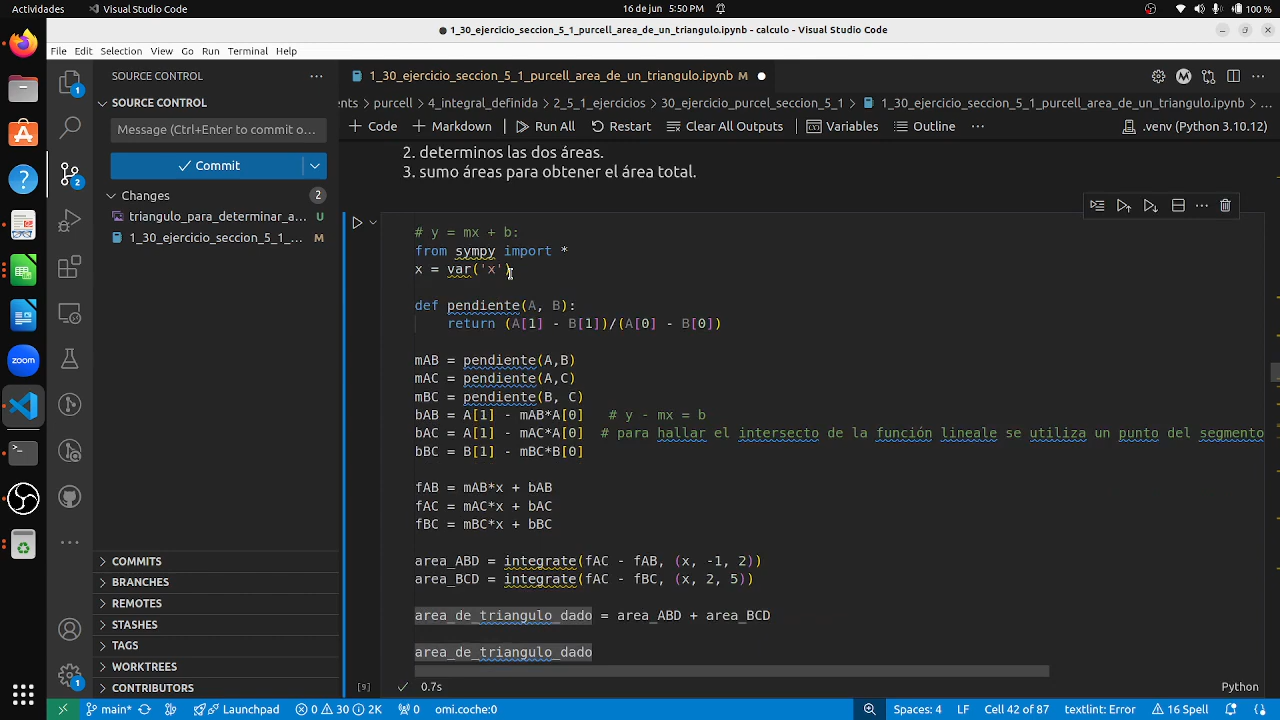 Actividades
Visual Studio Code
16 de jun 5:50 PM
100 %
1_30_ejercicio_seccion_5_1_purcell_area_de_un_triangulo.ipynb - calculo - Visual Studio Code
File Edit Selection View Go Run Terminal Help
SOURCE CONTROL
1_30_ejercicio_seccion_5_1_purcell_area_de_un_triangulo.ipynb M
SOURCE CONTROL
ents > purcell > 4_integral_definida > 2_5_1_ejercicios > 30_ejercicio_purcel_seccion_5_1 > 1_30_ejercicio_seccion_5_1_purcell_area_de_un_triangulo.ipynb > ...
Message (Ctrl+Enter to commit o...
+ Code + Markdown Run All Restart Clear All Outputs Variables Outline ... .venv (Python 3.10.12)
Commit
Changes 2
triangulo_para_determinar_a... U
1_30_ejercicio_seccion_5_1_... M
2. determinos las dos áreas.
3. sumo áreas para obtener el área total.
# y = mx + b:
from sympy import *
x = var('x')
def pendiente(A, B):
    return (A[1] - B[1])/(A[0] - B[0])
mAB = pendiente(A,B)
mAC = pendiente(A,C)
mBC = pendiente(B, C)
bAB = A[1] - mAB*A[0]   # y - mx = b
bAC = A[1] - mAC*A[0]  # para hallar el intersecto de la función lineale se utiliza un punto del segmento
bBC = B[1] - mBC*B[0]
fAB = mAB*x + bAB
fAC = mAC*x + bAC
fBC = mBC*x + bBC
area_ABD = integrate(fAC - fAB, (x, -1, 2))
area_BCD = integrate(fAC - fBC, (x, 2, 5))
area_de_triangulo_dado = area_ABD + area_BCD
area_de_triangulo_dado
[9] 0.7s Python
COMMITS
BRANCHES
REMOTES
STASHES
TAGS
WORKTREES
CONTRIBUTORS
1
2
zoom
1
main* Launchpad 0 30 2K 0 omi.coche: Spaces: 4 LF Cell 42 of 87 textlint: Error 16 Spell